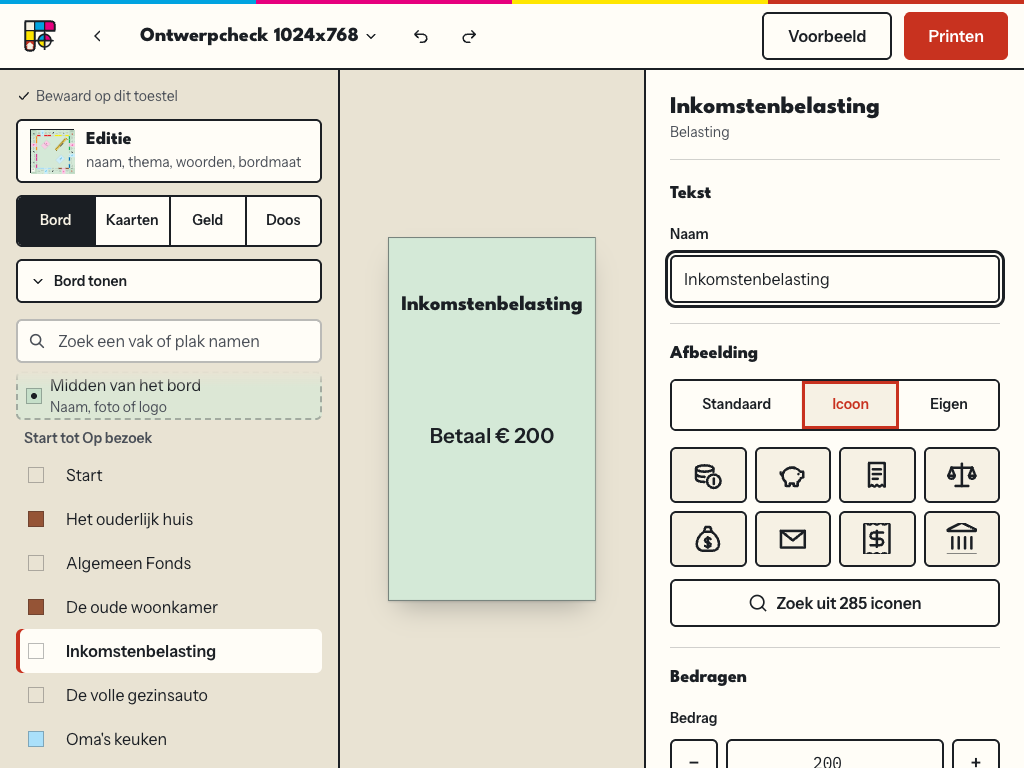 Ontwerpcheck 1024x768
Voorbeeld
Printen
Bewaard op dit toestel
Editie
naam, thema, woorden, bordmaat
Bord
Kaarten
Geld
Doos
Bord tonen
Zoek een vak of plak namen
Midden van het bord
Naam, foto of logo
Start tot Op bezoek
Start
Het ouderlijk huis
Algemeen Fonds
De oude woonkamer
Inkomstenbelasting
De volle gezinsauto
Oma's keuken
Inkomstenbelasting
Betaal € 200
Inkomstenbelasting
Belasting
Tekst
Naam
Inkomstenbelasting
Afbeelding
Standaard
Icoon
Eigen
Zoek uit 285 iconen
Bedragen
Bedrag
− 200 +